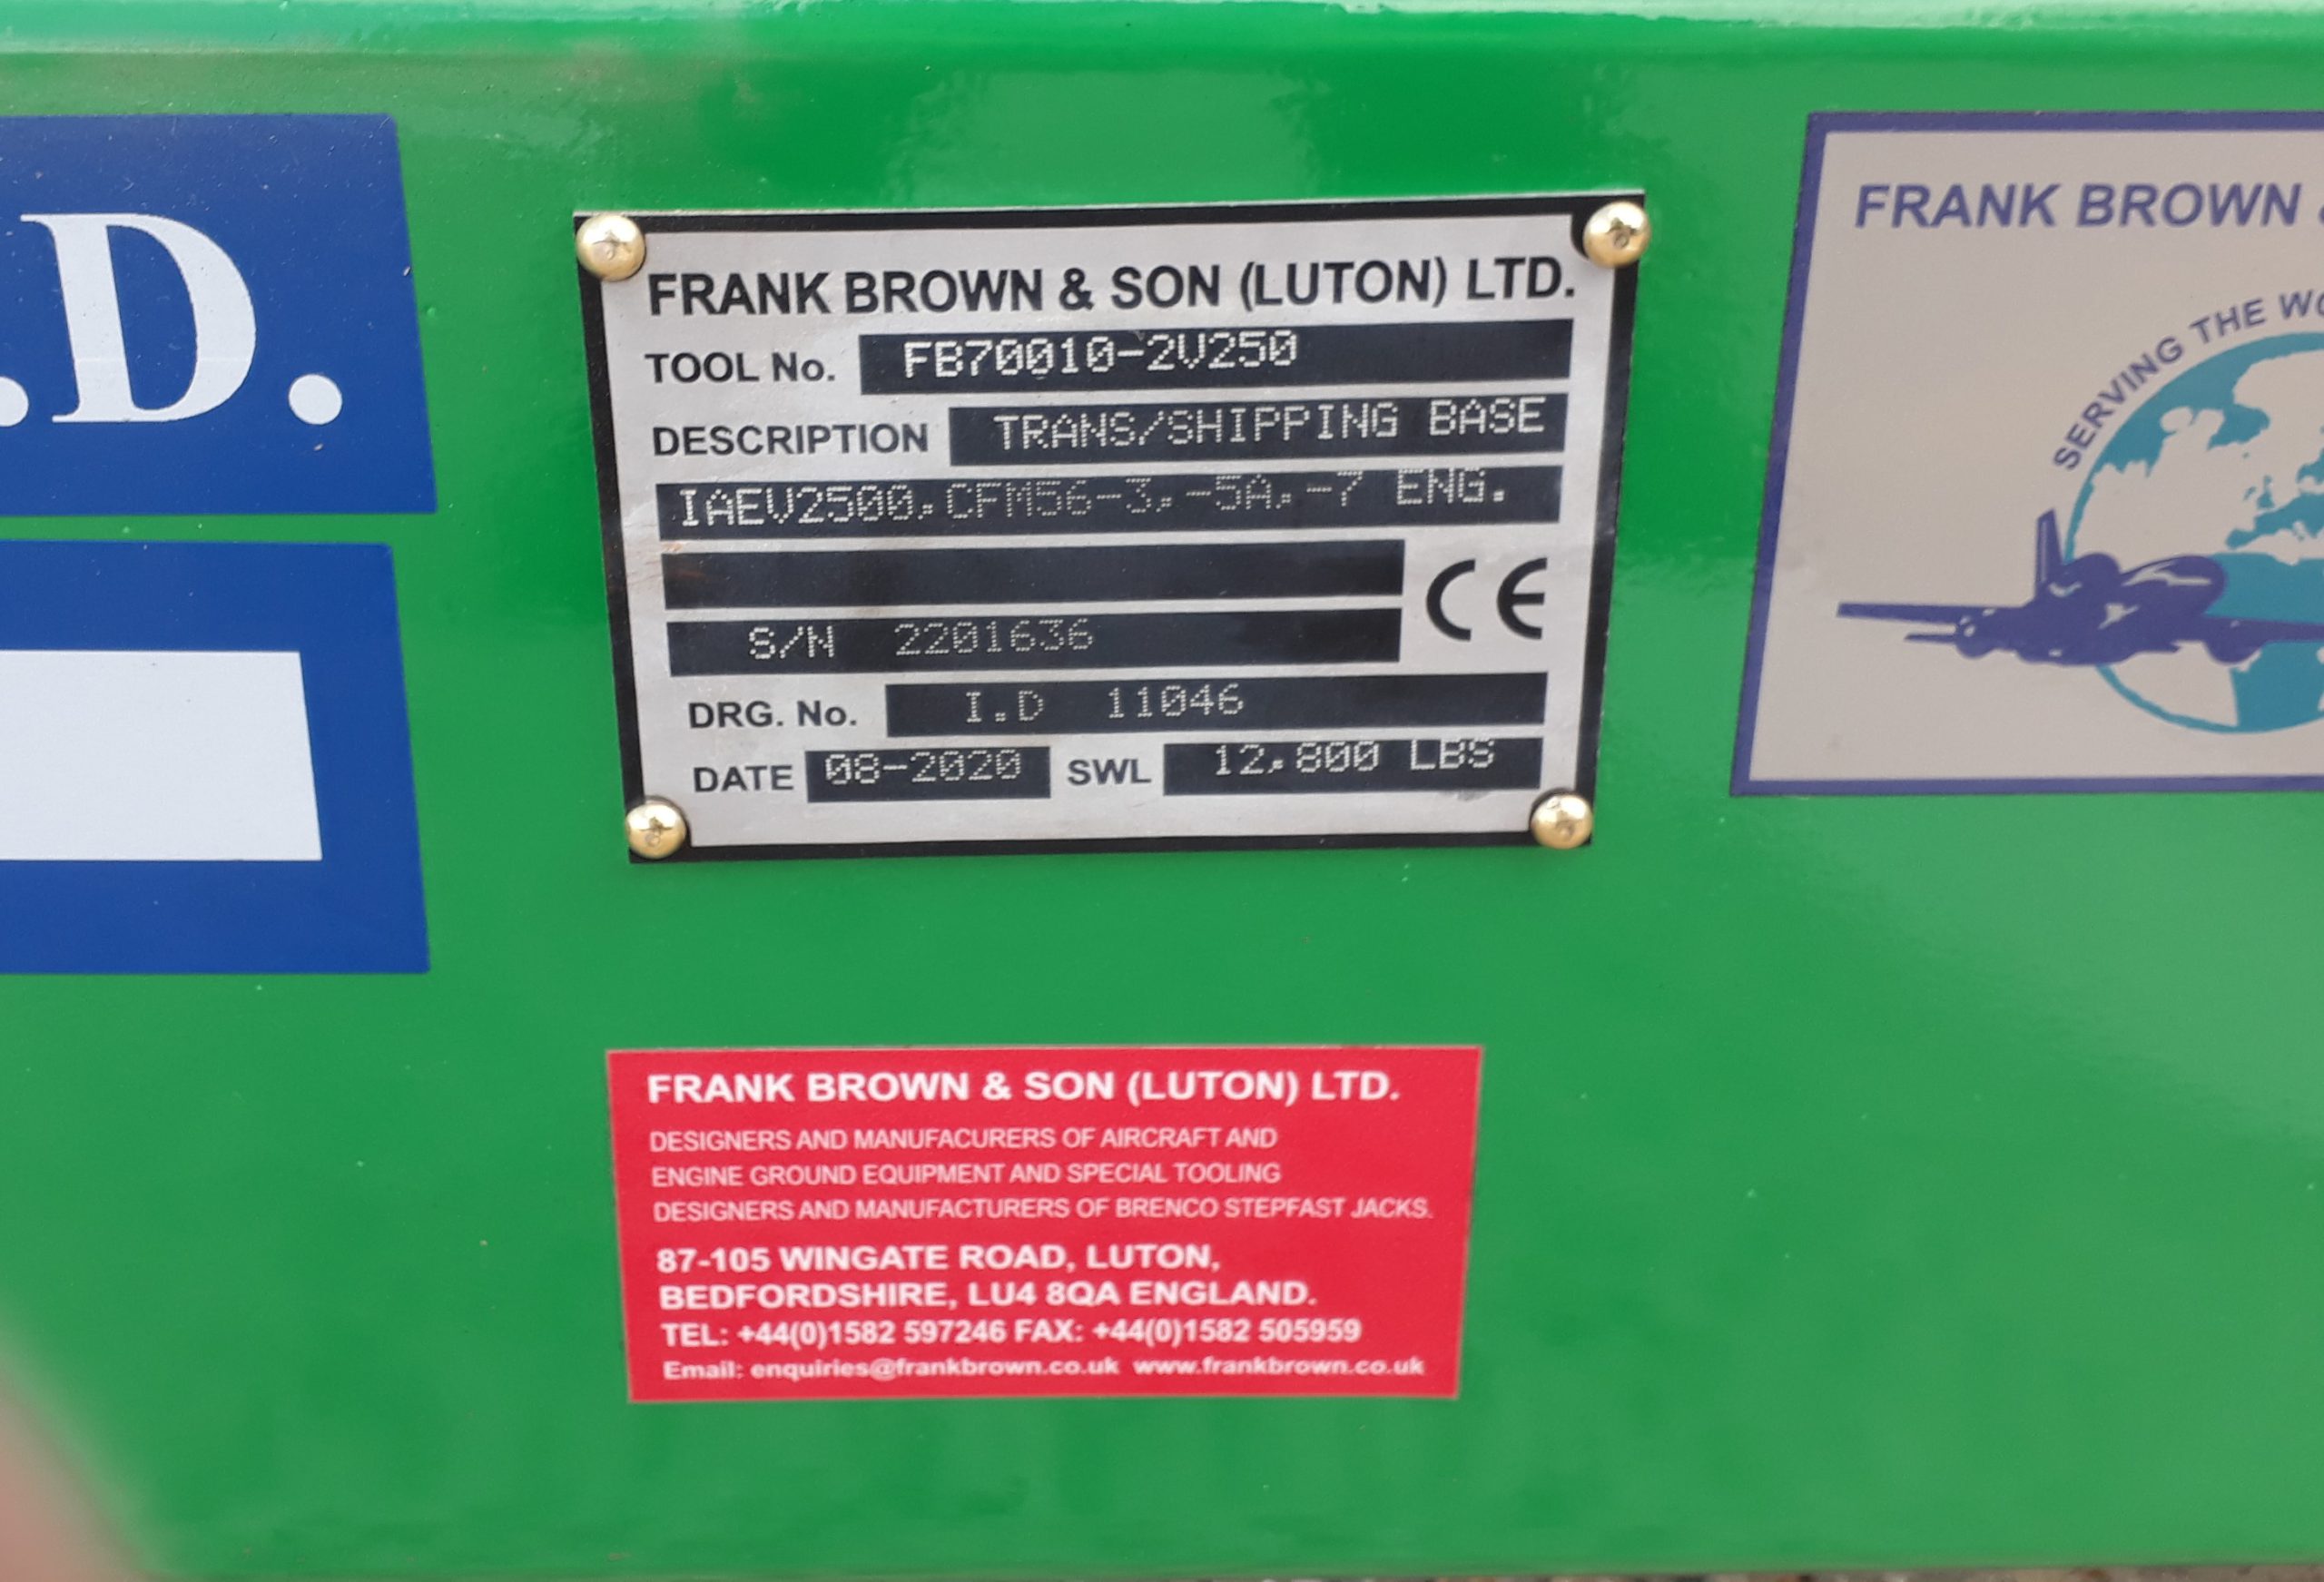 .D.
FRANK BROWN & SON (LUTON) LTD.
TOOL No. FB70010-2V250
DESCRIPTION TRANS/SHIPPING BASE
IAEV2500,CFM56-3,-5A,-7 ENG.
CE
S/N 2201636
DRG. No. I.D 11046
DATE 08-2020 SWL 12,800 LBS
FRANK BROWN &
SERVING THE WO
FRANK BROWN & SON (LUTON) LTD.
DESIGNERS AND MANUFACURERS OF AIRCRAFT AND
ENGINE GROUND EQUIPMENT AND SPECIAL TOOLING
DESIGNERS AND MANUFACTURERS OF BRENCO STEPFAST JACKS.
87-105 WINGATE ROAD, LUTON,
BEDFORDSHIRE, LU4 8QA ENGLAND.
TEL: +44(0)1582 597246 FAX: +44(0)1582 505959
Email: enquiries@frankbrown.co.uk www.frankbrown.co.uk